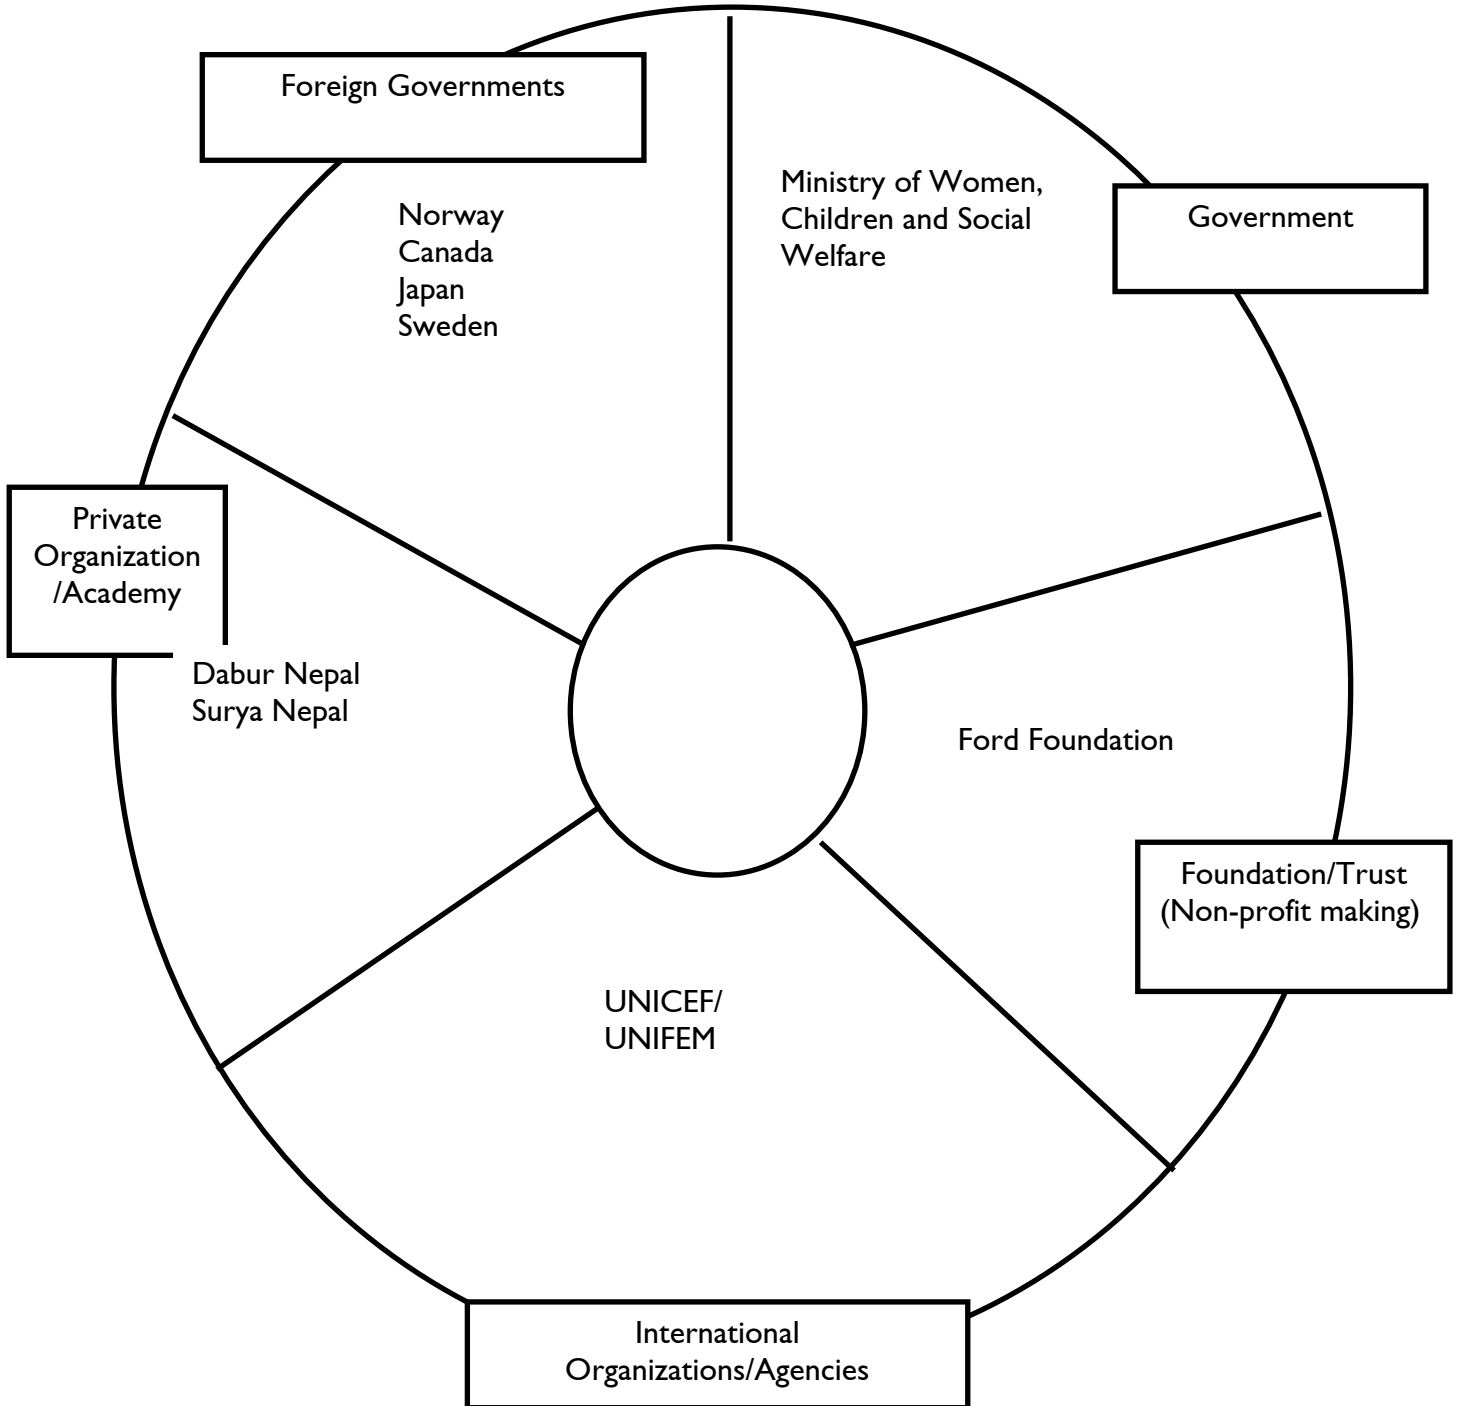 Foreign Governments
Norway
Canada
Japan
Sweden
Ministry of Women,
Children and Social
Welfare
Government
Private
Organization
/Academy
Dabur Nepal
Surya Nepal
Ford Foundation
Foundation/Trust
(Non-profit making)
UNICEF/
UNIFEM
International
Organizations/Agencies